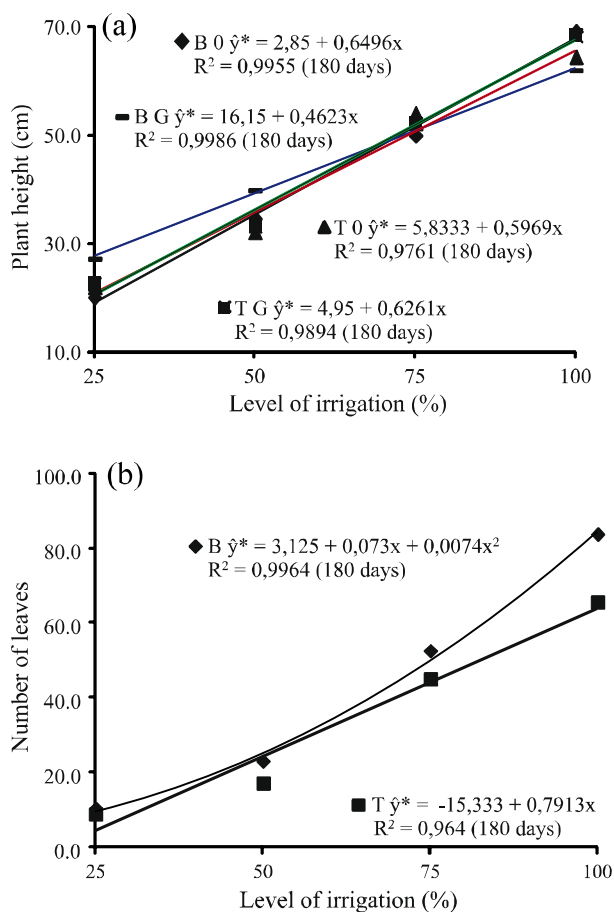 (a)
70.0
50.0
30.0
10.0
Plant height (cm)
B 0 ŷ* = 2,85 + 0,6496x
R² = 0,9955 (180 days)
B G ŷ* = 16,15 + 0,4623x
R² = 0,9986 (180 days)
T 0 ŷ* = 5,8333 + 0,5969x
R² = 0,9761 (180 days)
T G ŷ* = 4,95 + 0,6261x
R² = 0,9894 (180 days)
25 50 75 100
Level of irrigation (%)
(b)
100.0
80.0
60.0
40.0
20.0
0.0
Number of leaves
B ŷ* = 3,125 + 0,073x + 0,0074x²
R² = 0,9964 (180 days)
T ŷ* = -15,333 + 0,7913x
R² = 0,964 (180 days)
25 50 75 100
Level of irrigation (%)